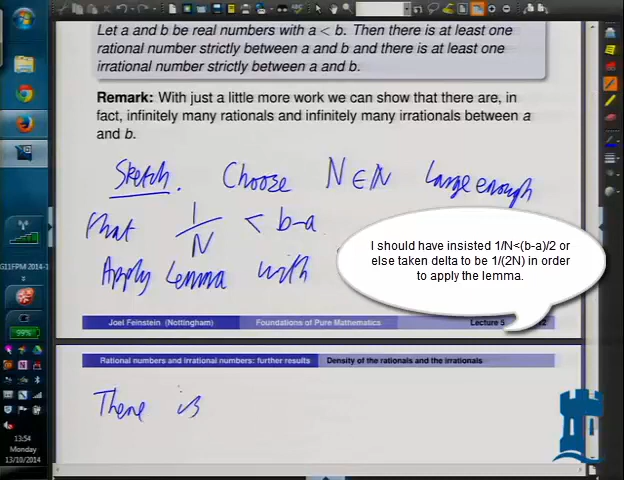 Let a and b be real numbers with a < b. Then there is at least one
rational number strictly between a and b and there is at least one
irrational number strictly between a and b.
Remark: With just a little more work we can show that there are, in
fact, infinitely many rationals and infinitely many irrationals between a
and b.
Sketch. Choose N ∈ ℕ large enough
that 1/N < b-a.
Apply Lemma with
I should have insisted 1/N<(b-a)/2 or
else taken delta to be 1/(2N) in order
to apply the lemma.
Joel Feinstein (Nottingham) Foundations of Pure Mathematics Lecture 5
Rational numbers and irrational numbers: further results Density of the rationals and the irrationals
There is
G11FPM 2014-1
99%
13:54
Monday
13/10/2014